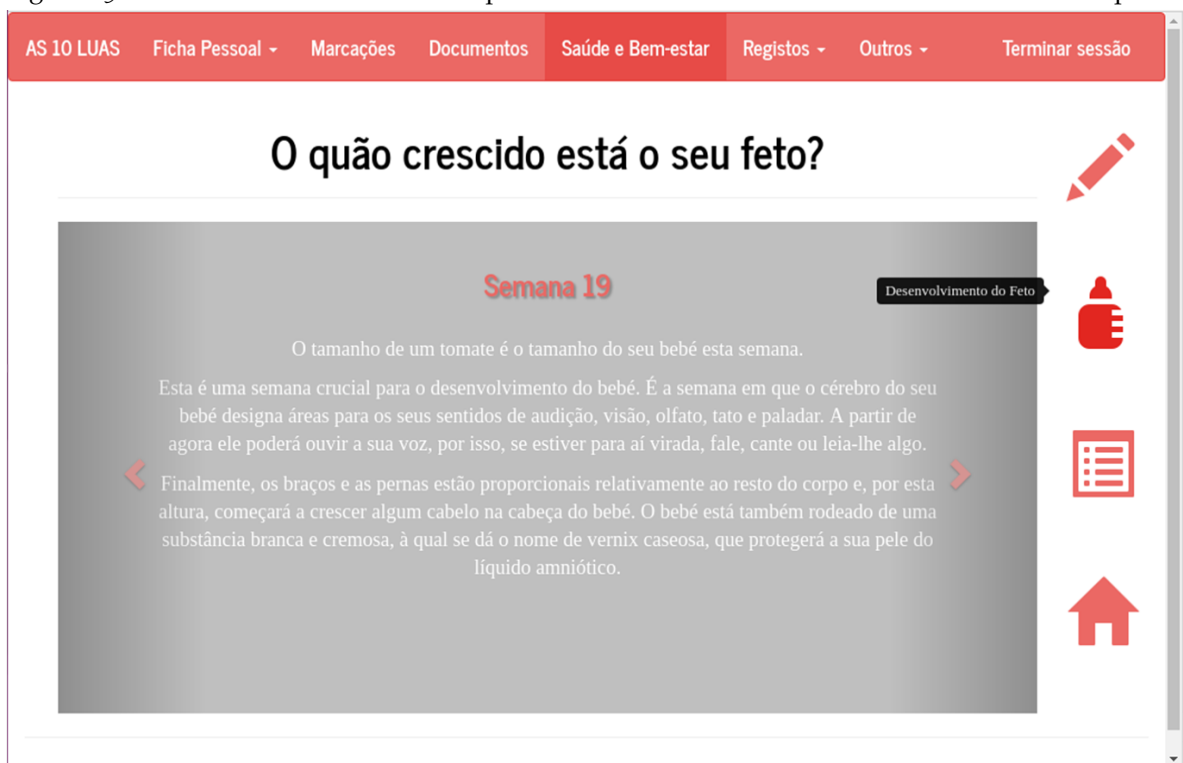 AS 10 LUAS Ficha Pessoal Marcações Documentos Saúde e Bem-estar Registos Outros Terminar sessão
O quão crescido está o seu feto?
Semana 19
Desenvolvimento do Feto
O tamanho de um tomate é o tamanho do seu bebé esta semana.
Esta é uma semana crucial para o desenvolvimento do bebé. É a semana em que o cérebro do seu
bebé designa áreas para os seus sentidos de audição, visão, olfato, tato e paladar. A partir de
agora ele poderá ouvir a sua voz, por isso, se estiver para aí virada, fale, cante ou leia-lhe algo.
Finalmente, os braços e as pernas estão proporcionais relativamente ao resto do corpo e, por esta
altura, começará a crescer algum cabelo na cabeça do bebé. O bebé está também rodeado de uma
substância branca e cremosa, à qual se dá o nome de vernix caseosa, que protegerá a sua pele do
líquido amniótico.